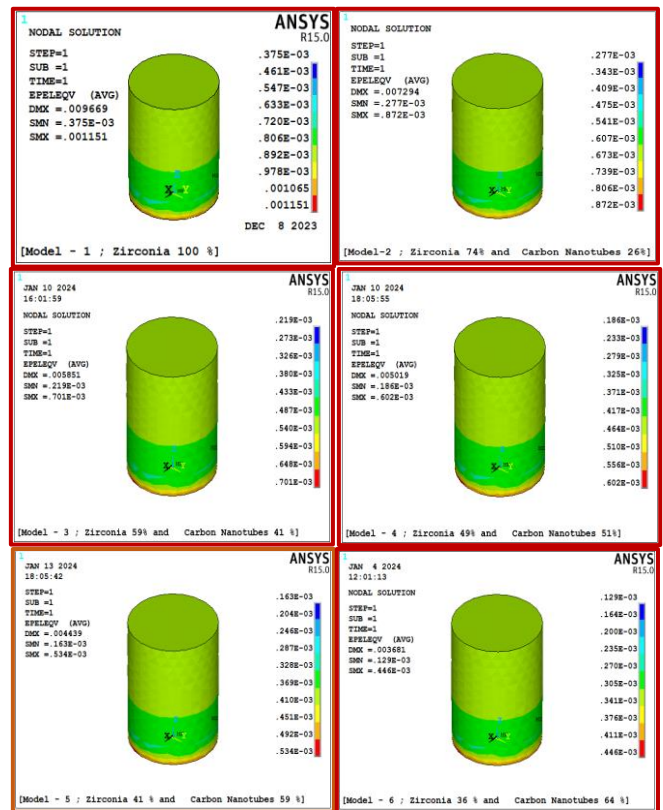 1
ANSYS
R15.0
NODAL SOLUTION
STEP=1
SUB =1
TIME=1
EPELEQV (AVG)
DMX =.009669
SMN =.375E-03
SMX =.001151
.375E-03
.461E-03
.547E-03
.633E-03
.720E-03
.806E-03
.892E-03
.978E-03
.001065
.001151
X Y
DEC 8 2023
[Model - 1 ; Zirconia 100 %]
1
NODAL SOLUTION
STEP=1
SUB =1
TIME=1
EPELEQV (AVG)
DMX =.007294
SMN =.277E-03
SMX =.872E-03
.277E-03
.343E-03
.409E-03
.475E-03
.541E-03
.607E-03
.673E-03
.739E-03
.806E-03
.872E-03
X Y
[Model-2 ; Zirconia 74% and Carbon Nanotubes 26%]
1
ANSYS
R15.0
JAN 10 2024
16:01:59
NODAL SOLUTION
STEP=1
SUB =1
TIME=1
EPELEQV (AVG)
DMX =.005851
SMN =.219E-03
SMX =.701E-03
.219E-03
.273E-03
.326E-03
.380E-03
.433E-03
.487E-03
.540E-03
.594E-03
.648E-03
.701E-03
X Y
[Model - 3 ; Zirconia 59% and Carbon Nanotubes 41 %]
1
ANSYS
R15.0
JAN 10 2024
18:05:55
NODAL SOLUTION
STEP=1
SUB =1
TIME=1
EPELEQV (AVG)
DMX =.005019
SMN =.186E-03
SMX =.602E-03
.186E-03
.233E-03
.279E-03
.325E-03
.371E-03
.417E-03
.464E-03
.510E-03
.556E-03
.602E-03
X Y
[Model - 4 ; Zirconia 49% and Carbon Nanotubes 51%]
1
ANSYS
R15.0
JAN 13 2024
18:05:42
STEP=1
SUB =1
TIME=1
EPELEQV (AVG)
DMX =.004439
SMN =.163E-03
SMX =.534E-03
.163E-03
.204E-03
.246E-03
.287E-03
.328E-03
.369E-03
.410E-03
.451E-03
.492E-03
.534E-03
X Y
[Model - 5 ; Zirconia 41 % and Carbon Nanotubes 59 %]
1
ANSYS
R15.0
JAN 4 2024
12:01:13
NODAL SOLUTION
STEP=1
SUB =1
TIME=1
EPELEQV (AVG)
DMX =.003681
SMN =.129E-03
SMX =.446E-03
.129E-03
.164E-03
.200E-03
.235E-03
.270E-03
.305E-03
.341E-03
.376E-03
.411E-03
.446E-03
X Y
[Model - 6 ; Zirconia 36 % and Carbon Nanotubes 64 %]